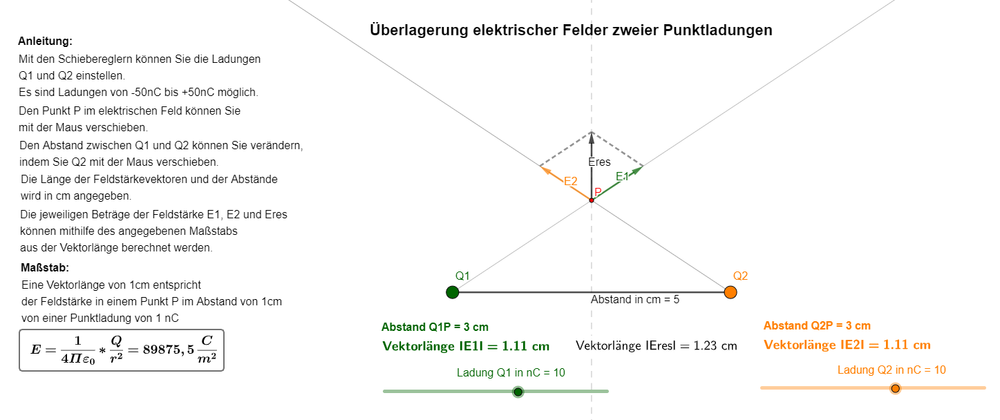 Überlagerung elektrischer Felder zweier Punktladungen
Anleitung:
Mit den Schiebereglern können Sie die Ladungen
Q1 und Q2 einstellen.
Es sind Ladungen von -50nC bis +50nC möglich.
Den Punkt P im elektrischen Feld können Sie
mit der Maus verschieben.
Den Abstand zwischen Q1 und Q2 können Sie verändern,
indem Sie Q2 mit der Maus verschieben.
Die Länge der Feldstärkevektoren und der Abstände
wird in cm angegeben.
Die jeweiligen Beträge der Feldstärke E1, E2 und Eres
können mithilfe des angegebenen Maßstabs
aus der Vektorlänge berechnet werden.
Maßstab:
Eine Vektorlänge von 1cm entspricht
der Feldstärke in einem Punkt P im Abstand von 1cm
von einer Punktladung von 1 nC
E = 1/(4Πε₀) * Q/r² = 89875,5 C/m²
Eres
E2
E1
P
Q1
Q2
Abstand in cm = 5
Abstand Q1P = 3 cm
Vektorlänge IE1I = 1.11 cm
Ladung Q1 in nC = 10
Vektorlänge IEresI = 1.23 cm
Abstand Q2P = 3 cm
Vektorlänge IE2I = 1.11 cm
Ladung Q2 in nC = 10